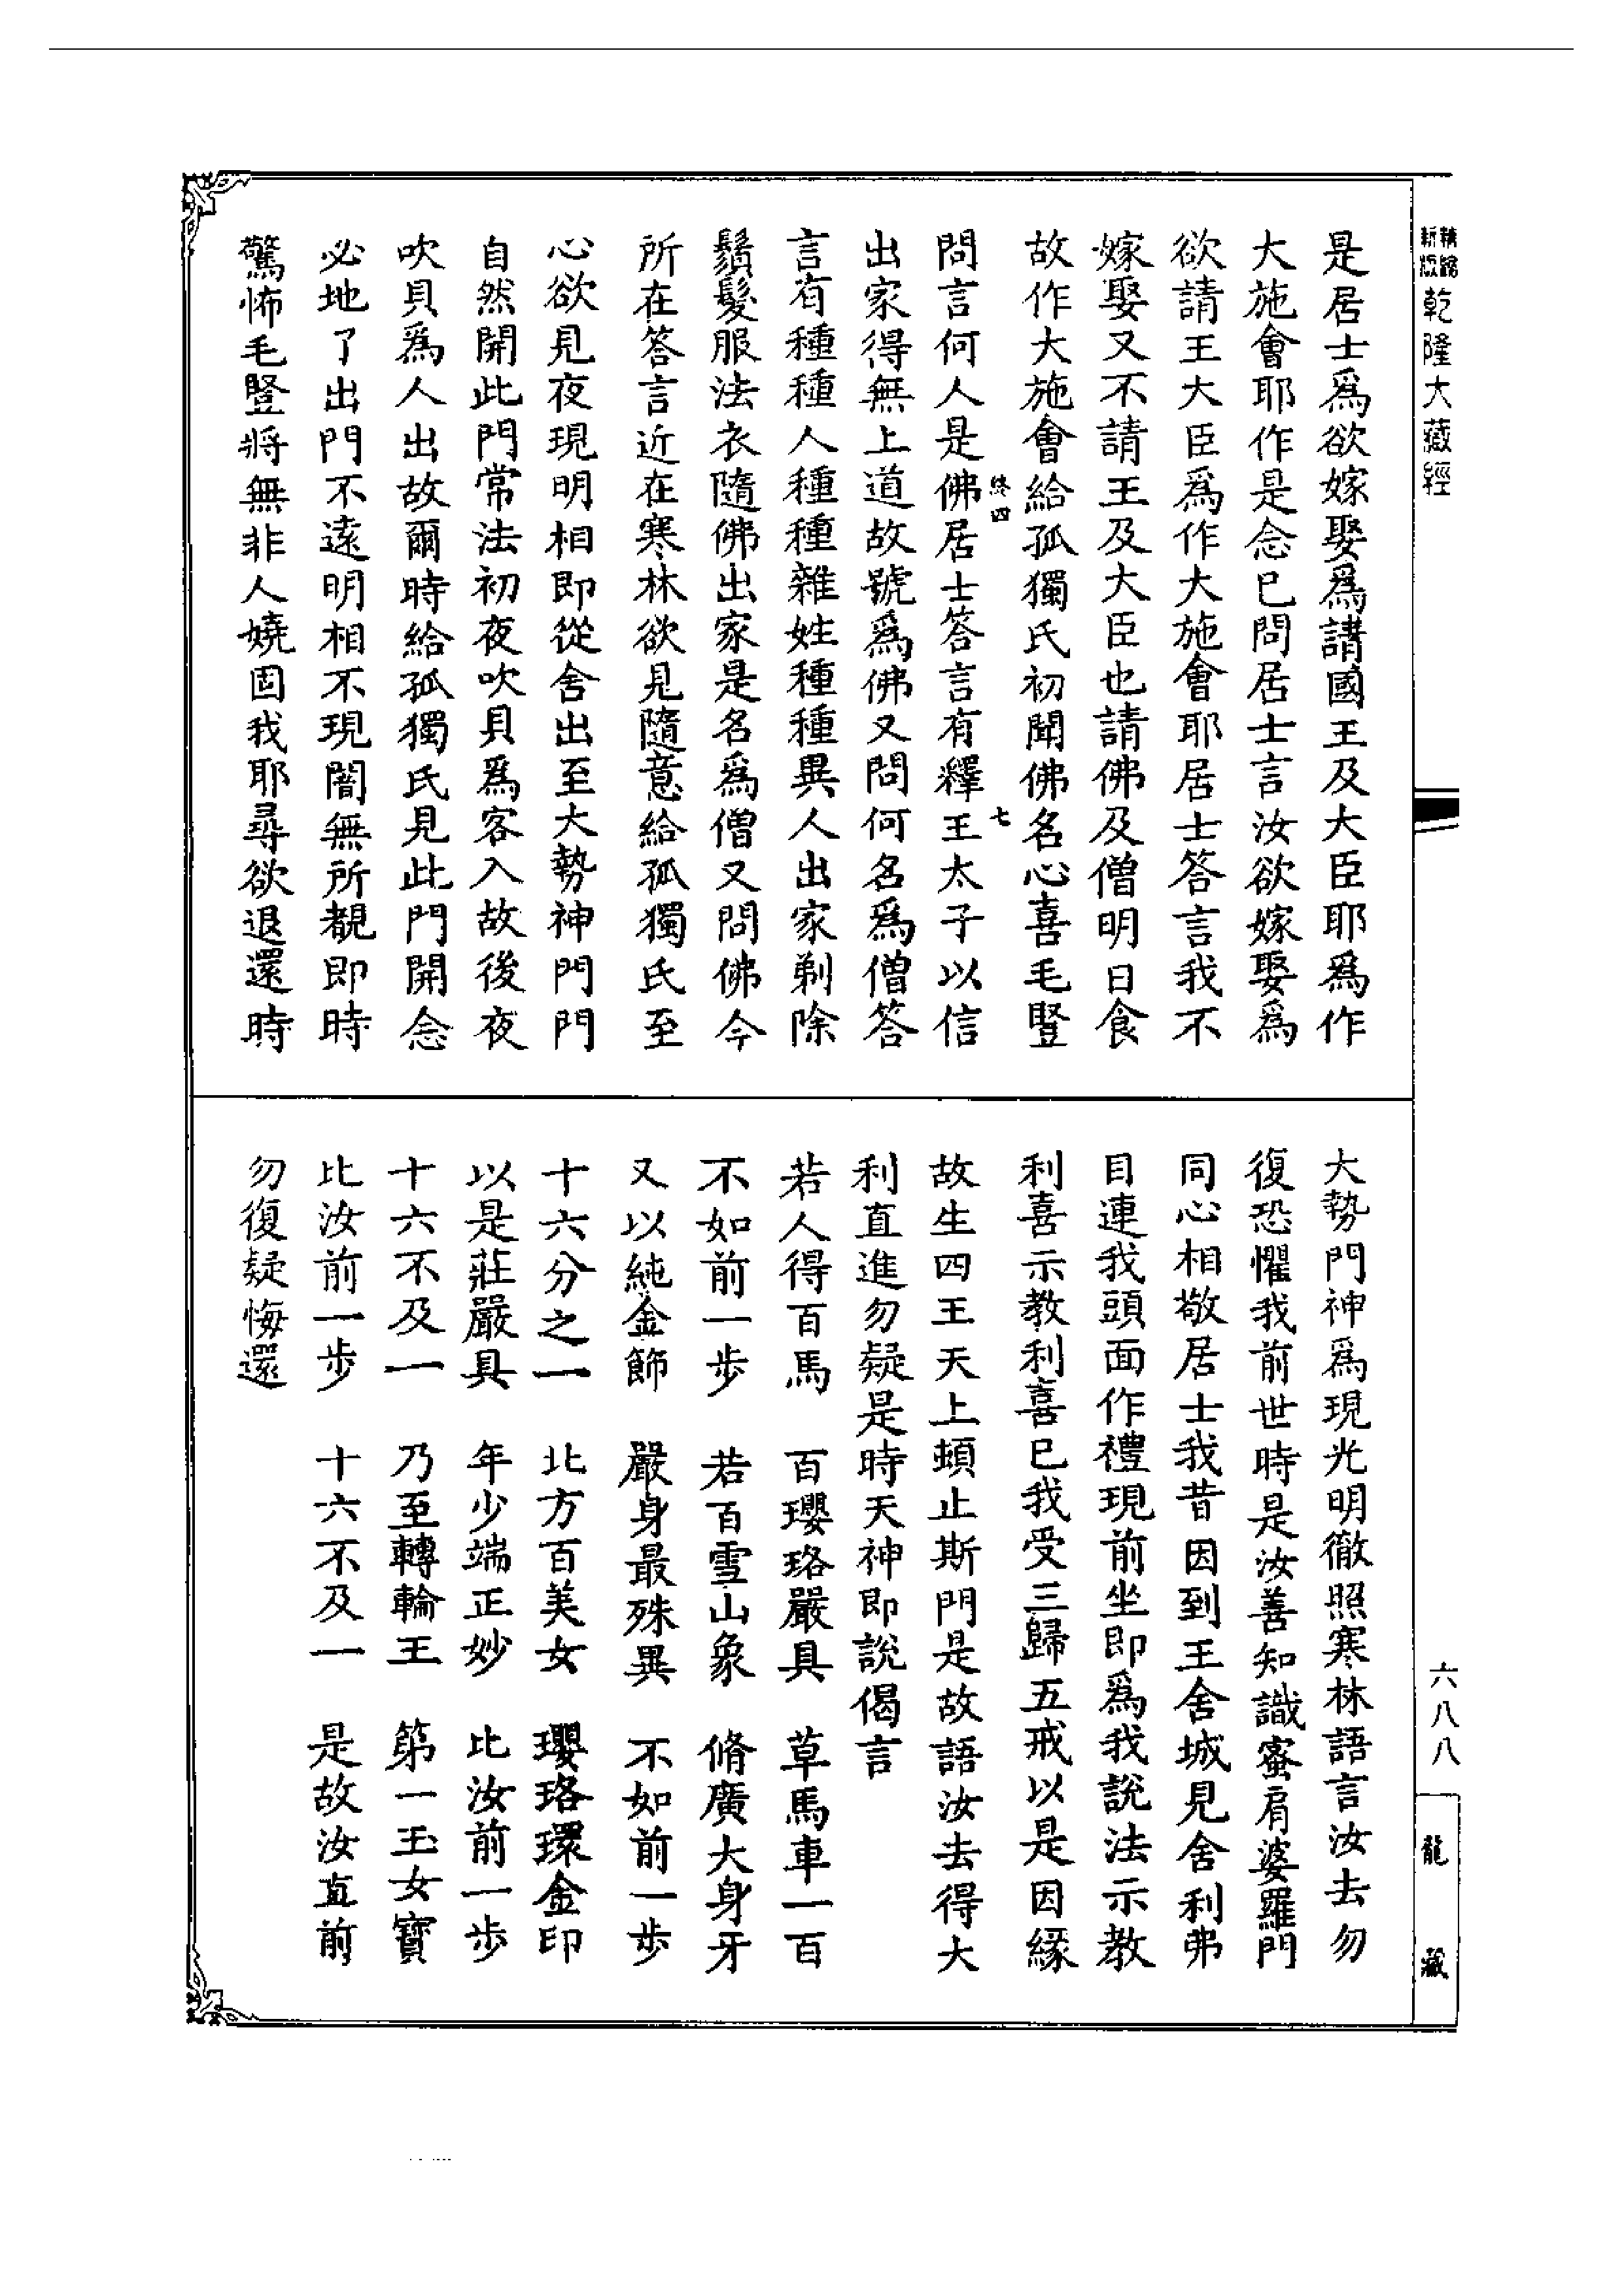 新編縮版
乾隆大藏經
六八八
龍藏
是居士爲欲嫁娶爲請國王及大臣耶爲作
大施會耶作是念已問居士言汝欲嫁娶爲
欲請王大臣爲作大施會耶居士答言我不
嫁娶又不請王及大臣也請佛及僧明日食
故作大施會給孤獨氏初聞佛名心喜毛豎
終四 七
問言何人是佛居士答言有釋王太子以信
出家得無上道故號爲佛又問何名爲僧答
言有種種人種種雜姓種種異人出家剃除
鬚髮服法衣隨佛出家是名爲僧又問佛今
所在答言近在寒林欲見隨意給孤獨氏至
心欲見夜現明相即從舍出至大勢神門門
自然開此門常法初夜吹貝爲客入故後夜
吹貝爲人出故爾時給孤獨氏見此門開念
必地了出門不遠明相不現闇無所覩即時
驚怖毛豎將無非人嬈固我耶尋欲退還時
大勢門神爲現光明徹照寒林語言汝去勿
復恐懼我前世時是汝善知識蜜肩婆羅門
同心相敬居士我昔因到王舍城見舍利弗
目連我頭面作禮現前坐即爲我說法示教
利喜示教利喜已我受三歸五戒以是因緣
故生四王天上頭止斯門是故語汝去得大
利直進勿疑是時天神即說偈言
若人得百馬 百瓔珞嚴具 草馬車一百
不如前一步 若百雪山象 脩廣大身牙
又以純金飾 嚴身最殊異 不如前一步
十六分之一 北方百美女 瓔珞環金印
以是莊嚴具 年少端正妙 比汝前一步
十六不及一 乃至轉輪王 第一玉女寶
比汝前一步 十六不及一 是故汝直前
勿復疑悔還